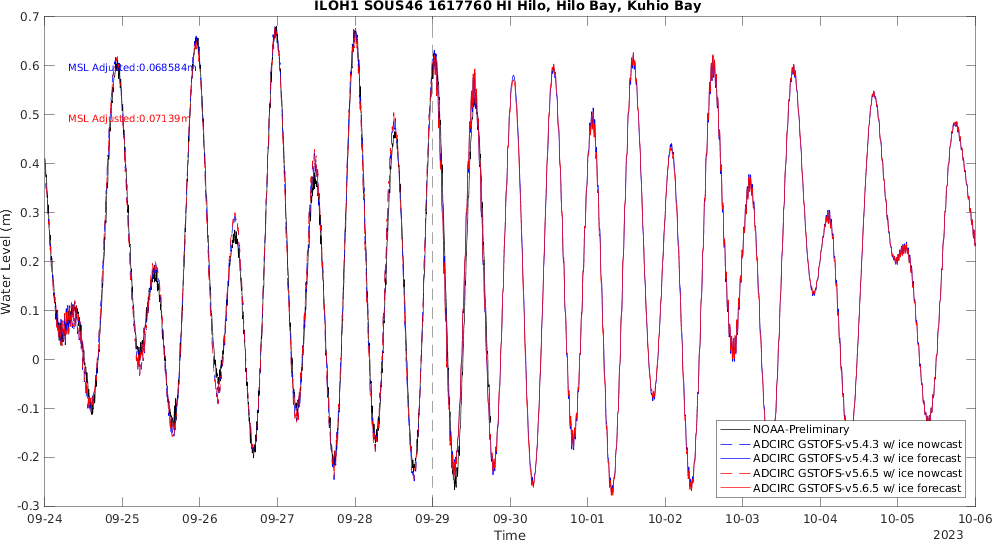 ILOH1 SOUS46 1617760 HI Hilo, Hilo Bay, Kuhio Bay
0.7
0.6
0.5
0.4
0.3
0.2
0.1
0
-0.1
-0.2
-0.3
Water Level (m)
MSL Adjusted:0.068584m
MSL Adjusted:0.07139m
NOAA-Preliminary
ADCIRC GSTOFS-v5.4.3 w/ ice nowcast
ADCIRC GSTOFS-v5.4.3 w/ ice forecast
ADCIRC GSTOFS-v5.6.5 w/ ice nowcast
ADCIRC GSTOFS-v5.6.5 w/ ice forecast
09-24 09-25 09-26 09-27 09-28 09-29 09-30 10-01 10-02 10-03 10-04 10-05 10-06
Time
2023